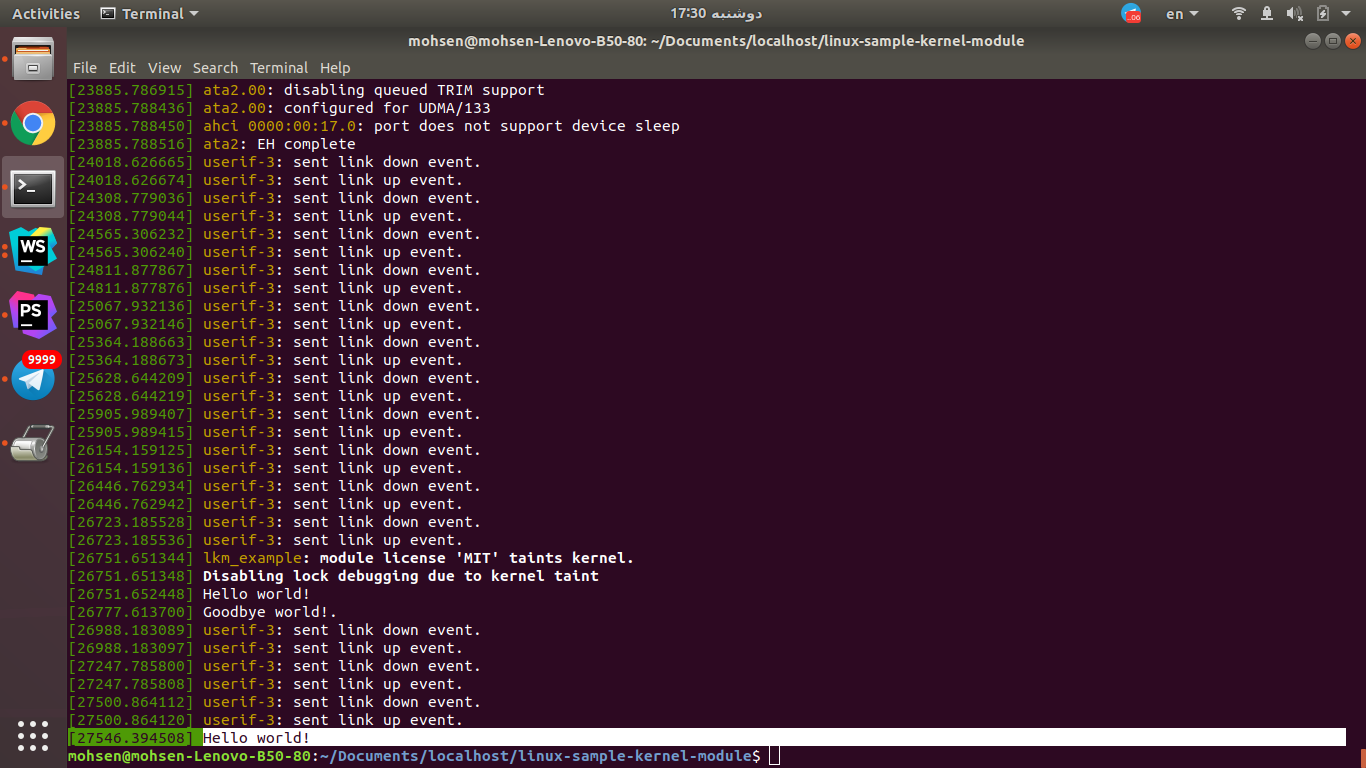 Activities
Terminal
17:30 دوشنبه
.06
en
mohsen@mohsen-Lenovo-B50-80: ~/Documents/localhost/linux-sample-kernel-module
File Edit View Search Terminal Help
[23885.786915] ata2.00: disabling queued TRIM support
[23885.788436] ata2.00: configured for UDMA/133
[23885.788450] ahci 0000:00:17.0: port does not support device sleep
[23885.788516] ata2: EH complete
[24018.626665] userif-3: sent link down event.
[24018.626674] userif-3: sent link up event.
[24308.779036] userif-3: sent link down event.
[24308.779044] userif-3: sent link up event.
[24565.306232] userif-3: sent link down event.
[24565.306240] userif-3: sent link up event.
[24811.877867] userif-3: sent link down event.
[24811.877876] userif-3: sent link up event.
[25067.932136] userif-3: sent link down event.
[25067.932146] userif-3: sent link up event.
[25364.188663] userif-3: sent link down event.
[25364.188673] userif-3: sent link up event.
[25628.644209] userif-3: sent link down event.
[25628.644219] userif-3: sent link up event.
[25905.989407] userif-3: sent link down event.
[25905.989415] userif-3: sent link up event.
[26154.159125] userif-3: sent link down event.
[26154.159136] userif-3: sent link up event.
[26446.762934] userif-3: sent link down event.
[26446.762942] userif-3: sent link up event.
[26723.185528] userif-3: sent link down event.
[26723.185536] userif-3: sent link up event.
[26751.651344] lkm_example: module license 'MIT' taints kernel.
[26751.651348] Disabling lock debugging due to kernel taint
[26751.652448] Hello world!
[26777.613700] Goodbye world!.
[26988.183089] userif-3: sent link down event.
[26988.183097] userif-3: sent link up event.
[27247.785800] userif-3: sent link down event.
[27247.785808] userif-3: sent link up event.
[27500.864112] userif-3: sent link down event.
[27500.864120] userif-3: sent link up event.
[27546.394508] Hello world!
mohsen@mohsen-Lenovo-B50-80:~/Documents/localhost/linux-sample-kernel-module$
WS
PS
9999